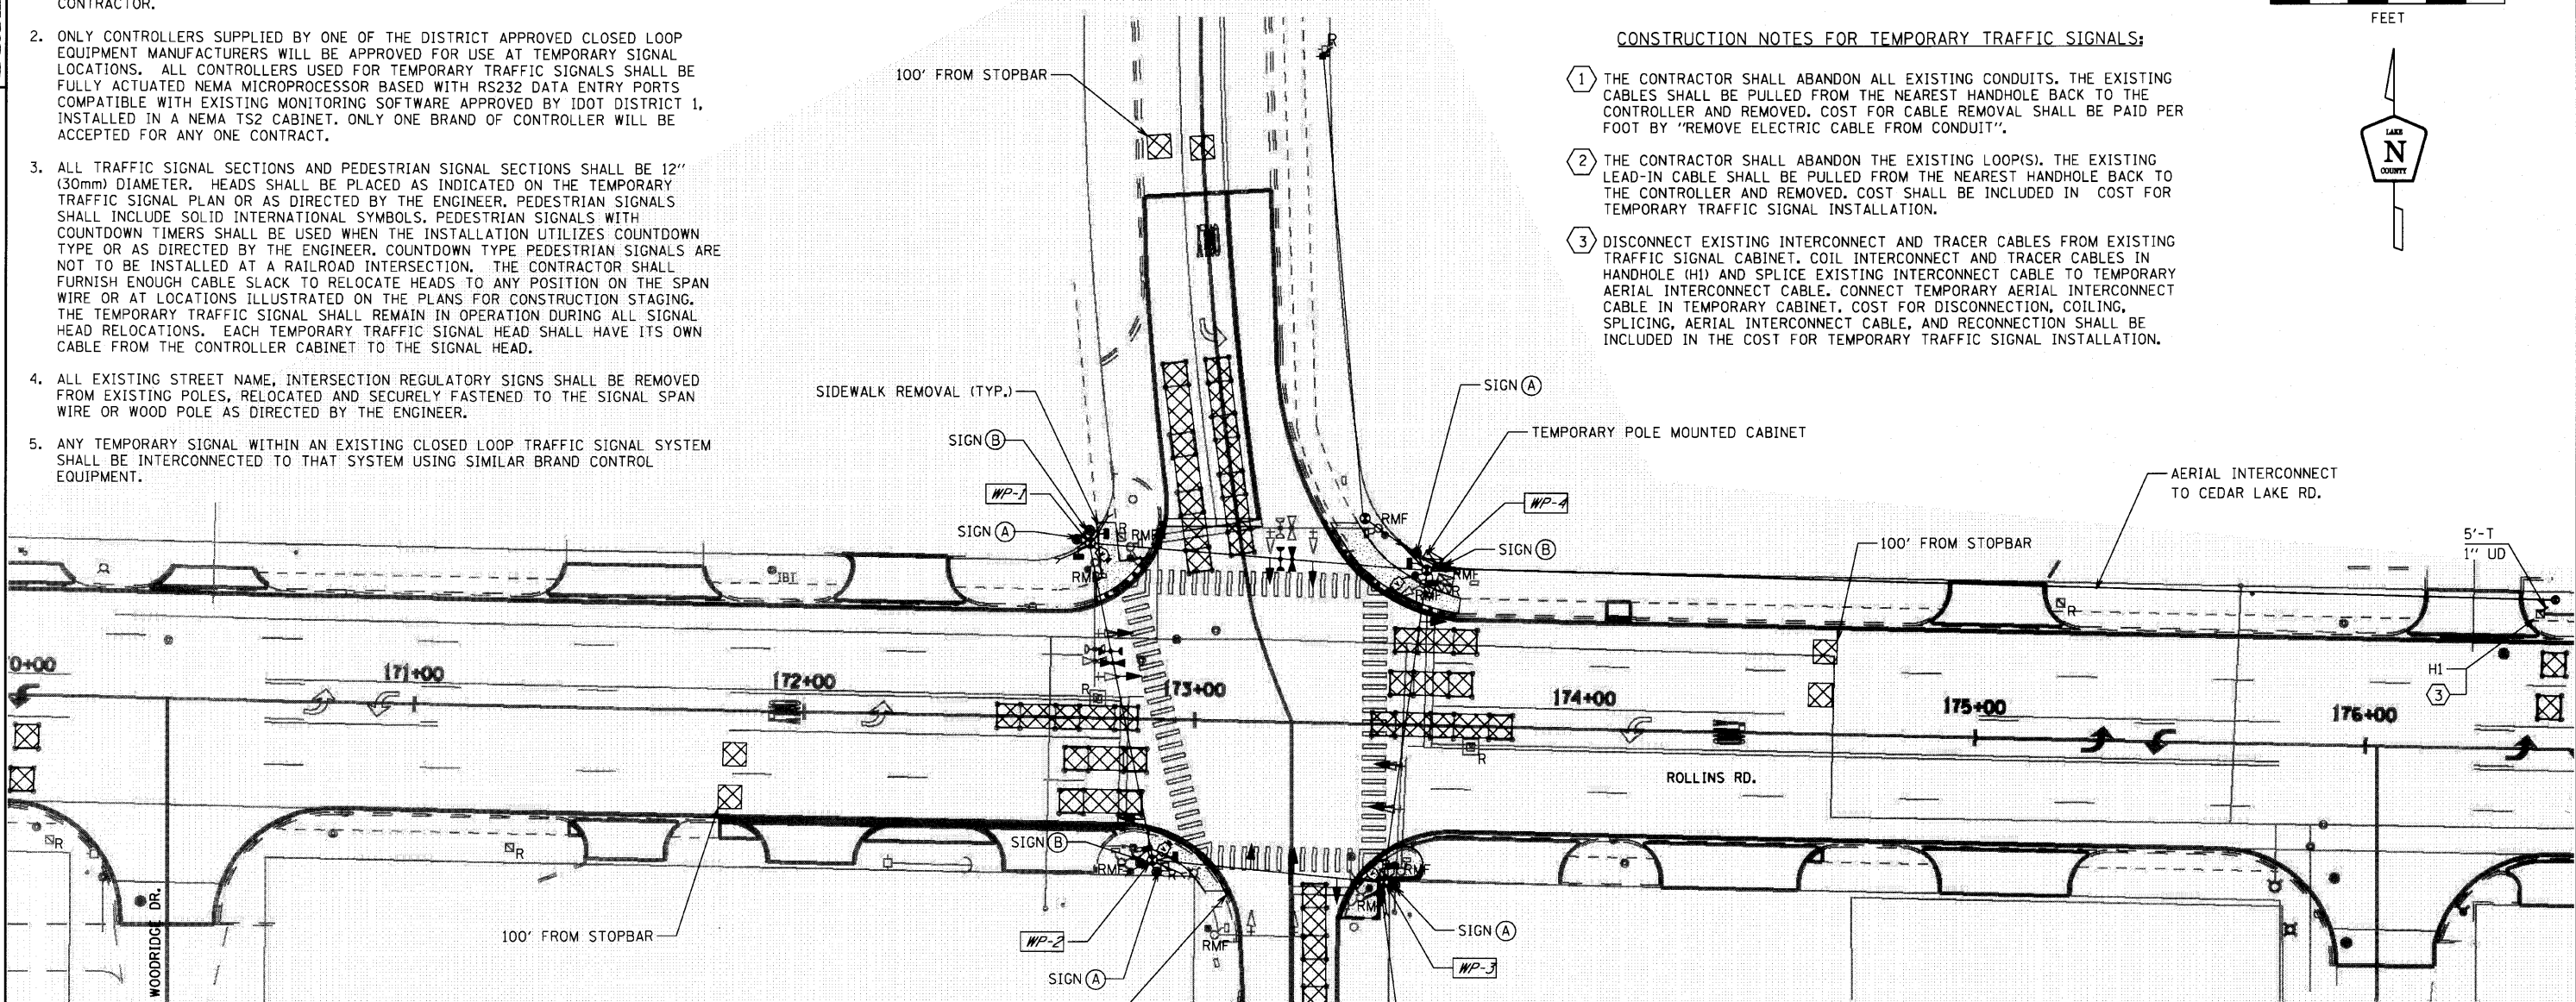 CONTRACTOR.
2. ONLY CONTROLLERS SUPPLIED BY ONE OF THE DISTRICT APPROVED CLOSED LOOP
EQUIPMENT MANUFACTURERS WILL BE APPROVED FOR USE AT TEMPORARY SIGNAL
LOCATIONS. ALL CONTROLLERS USED FOR TEMPORARY TRAFFIC SIGNALS SHALL BE
FULLY ACTUATED NEMA MICROPROCESSOR BASED WITH RS232 DATA ENTRY PORTS
COMPATIBLE WITH EXISTING MONITORING SOFTWARE APPROVED BY IDOT DISTRICT 1,
INSTALLED IN A NEMA TS2 CABINET. ONLY ONE BRAND OF CONTROLLER WILL BE
ACCEPTED FOR ANY ONE CONTRACT.
3. ALL TRAFFIC SIGNAL SECTIONS AND PEDESTRIAN SIGNAL SECTIONS SHALL BE 12"
(30mm) DIAMETER. HEADS SHALL BE PLACED AS INDICATED ON THE TEMPORARY
TRAFFIC SIGNAL PLAN OR AS DIRECTED BY THE ENGINEER. PEDESTRIAN SIGNALS
SHALL INCLUDE SOLID INTERNATIONAL SYMBOLS. PEDESTRIAN SIGNALS WITH
COUNTDOWN TIMERS SHALL BE USED WHEN THE INSTALLATION UTILIZES COUNTDOWN
TYPE OR AS DIRECTED BY THE ENGINEER. COUNTDOWN TYPE PEDESTRIAN SIGNALS ARE
NOT TO BE INSTALLED AT A RAILROAD INTERSECTION. THE CONTRACTOR SHALL
FURNISH ENOUGH CABLE SLACK TO RELOCATE HEADS TO ANY POSITION ON THE SPAN
WIRE OR AT LOCATIONS ILLUSTRATED ON THE PLANS FOR CONSTRUCTION STAGING.
THE TEMPORARY TRAFFIC SIGNAL SHALL REMAIN IN OPERATION DURING ALL SIGNAL
HEAD RELOCATIONS. EACH TEMPORARY TRAFFIC SIGNAL HEAD SHALL HAVE ITS OWN
CABLE FROM THE CONTROLLER CABINET TO THE SIGNAL HEAD.
4. ALL EXISTING STREET NAME, INTERSECTION REGULATORY SIGNS SHALL BE REMOVED
FROM EXISTING POLES, RELOCATED AND SECURELY FASTENED TO THE SIGNAL SPAN
WIRE OR WOOD POLE AS DIRECTED BY THE ENGINEER.
5. ANY TEMPORARY SIGNAL WITHIN AN EXISTING CLOSED LOOP TRAFFIC SIGNAL SYSTEM
SHALL BE INTERCONNECTED TO THAT SYSTEM USING SIMILAR BRAND CONTROL
EQUIPMENT.
FEET
CONSTRUCTION NOTES FOR TEMPORARY TRAFFIC SIGNALS:
1 THE CONTRACTOR SHALL ABANDON ALL EXISTING CONDUITS. THE EXISTING
CABLES SHALL BE PULLED FROM THE NEAREST HANDHOLE BACK TO THE
CONTROLLER AND REMOVED. COST FOR CABLE REMOVAL SHALL BE PAID PER
FOOT BY "REMOVE ELECTRIC CABLE FROM CONDUIT".
2 THE CONTRACTOR SHALL ABANDON THE EXISTING LOOP(S). THE EXISTING
LEAD-IN CABLE SHALL BE PULLED FROM THE NEAREST HANDHOLE BACK TO
THE CONTROLLER AND REMOVED. COST SHALL BE INCLUDED IN COST FOR
TEMPORARY TRAFFIC SIGNAL INSTALLATION.
3 DISCONNECT EXISTING INTERCONNECT AND TRACER CABLES FROM EXISTING
TRAFFIC SIGNAL CABINET. COIL INTERCONNECT AND TRACER CABLES IN
HANDHOLE (H1) AND SPLICE EXISTING INTERCONNECT CABLE TO TEMPORARY
AERIAL INTERCONNECT CABLE. CONNECT TEMPORARY AERIAL INTERCONNECT
CABLE IN TEMPORARY CABINET. COST FOR DISCONNECTION, COILING,
SPLICING, AERIAL INTERCONNECT CABLE, AND RECONNECTION SHALL BE
INCLUDED IN THE COST FOR TEMPORARY TRAFFIC SIGNAL INSTALLATION.
LAKE
N
COUNTY
R
100' FROM STOPBAR
SIDEWALK REMOVAL (TYP.)
SIGN B
WP-1
SIGN A
SIGN A
TEMPORARY POLE MOUNTED CABINET
WP-4
SIGN B
RMF
AERIAL INTERCONNECT
TO CEDAR LAKE RD.
100' FROM STOPBAR
5'-T
1" UD
R
H1
3
0+00
171+00
172+00
173+00
174+00
175+00
176+00
R
R
ROLLINS RD.
R
R
WOODRIDGE DR.
100' FROM STOPBAR
SIGN B
RMF
WP-2
SIGN A
RMF
RMF
SIGN A
WP-3